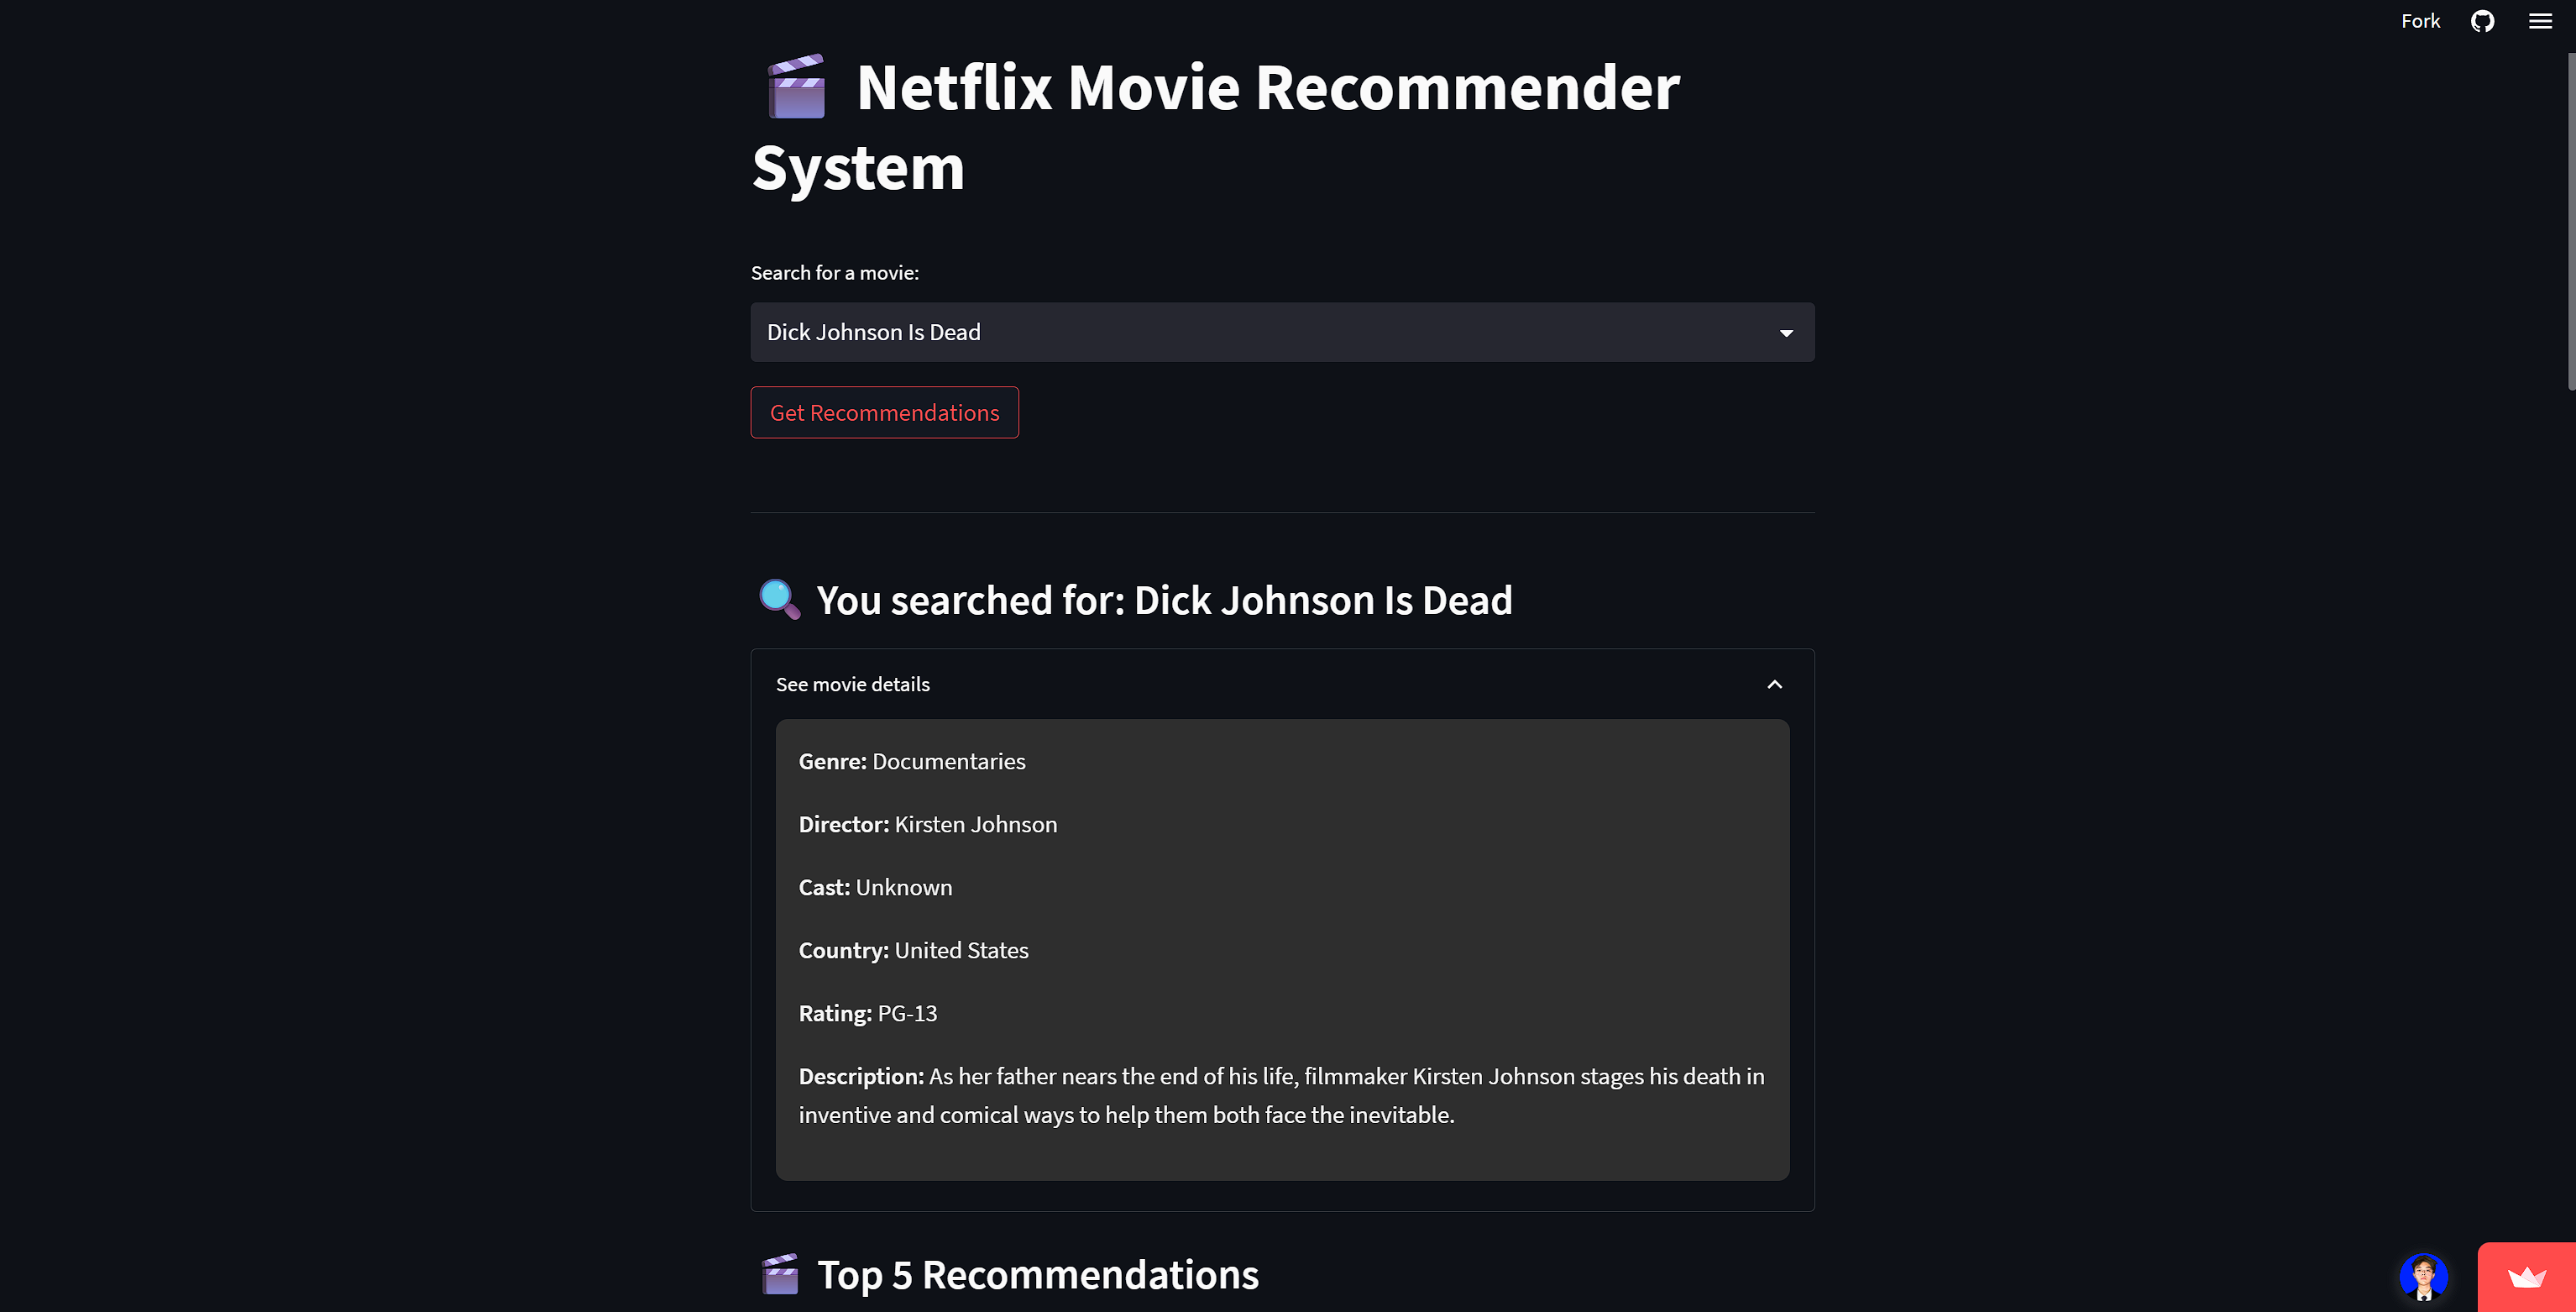 Fork
Netflix Movie Recommender
System
Search for a movie:
Dick Johnson Is Dead
Get Recommendations
You searched for: Dick Johnson Is Dead
See movie details
Genre: Documentaries
Director: Kirsten Johnson
Cast: Unknown
Country: United States
Rating: PG-13
Description: As her father nears the end of his life, filmmaker Kirsten Johnson stages his death in
inventive and comical ways to help them both face the inevitable.
Top 5 Recommendations